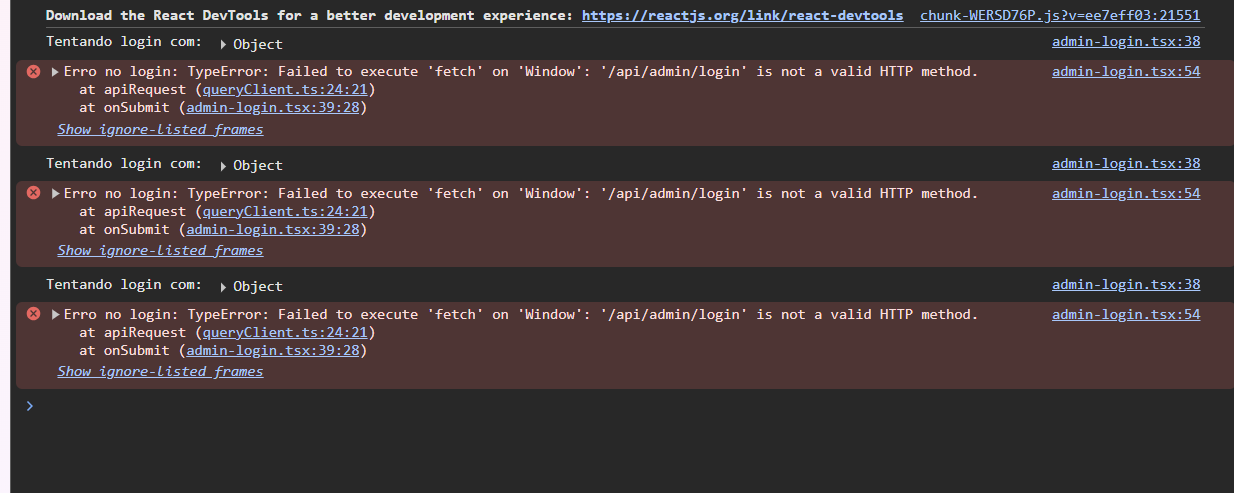 Download the React DevTools for a better development experience: https://reactjs.org/link/react-devtools chunk-WERSD76P.js?v=ee7eff03:21551
Tentando login com: ▶ Object admin-login.tsx:38
▶ Erro no login: TypeError: Failed to execute 'fetch' on 'Window': '/api/admin/login' is not a valid HTTP method. admin-login.tsx:54
at apiRequest (queryClient.ts:24:21)
at onSubmit (admin-login.tsx:39:28)
Show ignore-listed frames
Tentando login com: ▶ Object admin-login.tsx:38
▶ Erro no login: TypeError: Failed to execute 'fetch' on 'Window': '/api/admin/login' is not a valid HTTP method. admin-login.tsx:54
at apiRequest (queryClient.ts:24:21)
at onSubmit (admin-login.tsx:39:28)
Show ignore-listed frames
Tentando login com: ▶ Object admin-login.tsx:38
▶ Erro no login: TypeError: Failed to execute 'fetch' on 'Window': '/api/admin/login' is not a valid HTTP method. admin-login.tsx:54
at apiRequest (queryClient.ts:24:21)
at onSubmit (admin-login.tsx:39:28)
Show ignore-listed frames